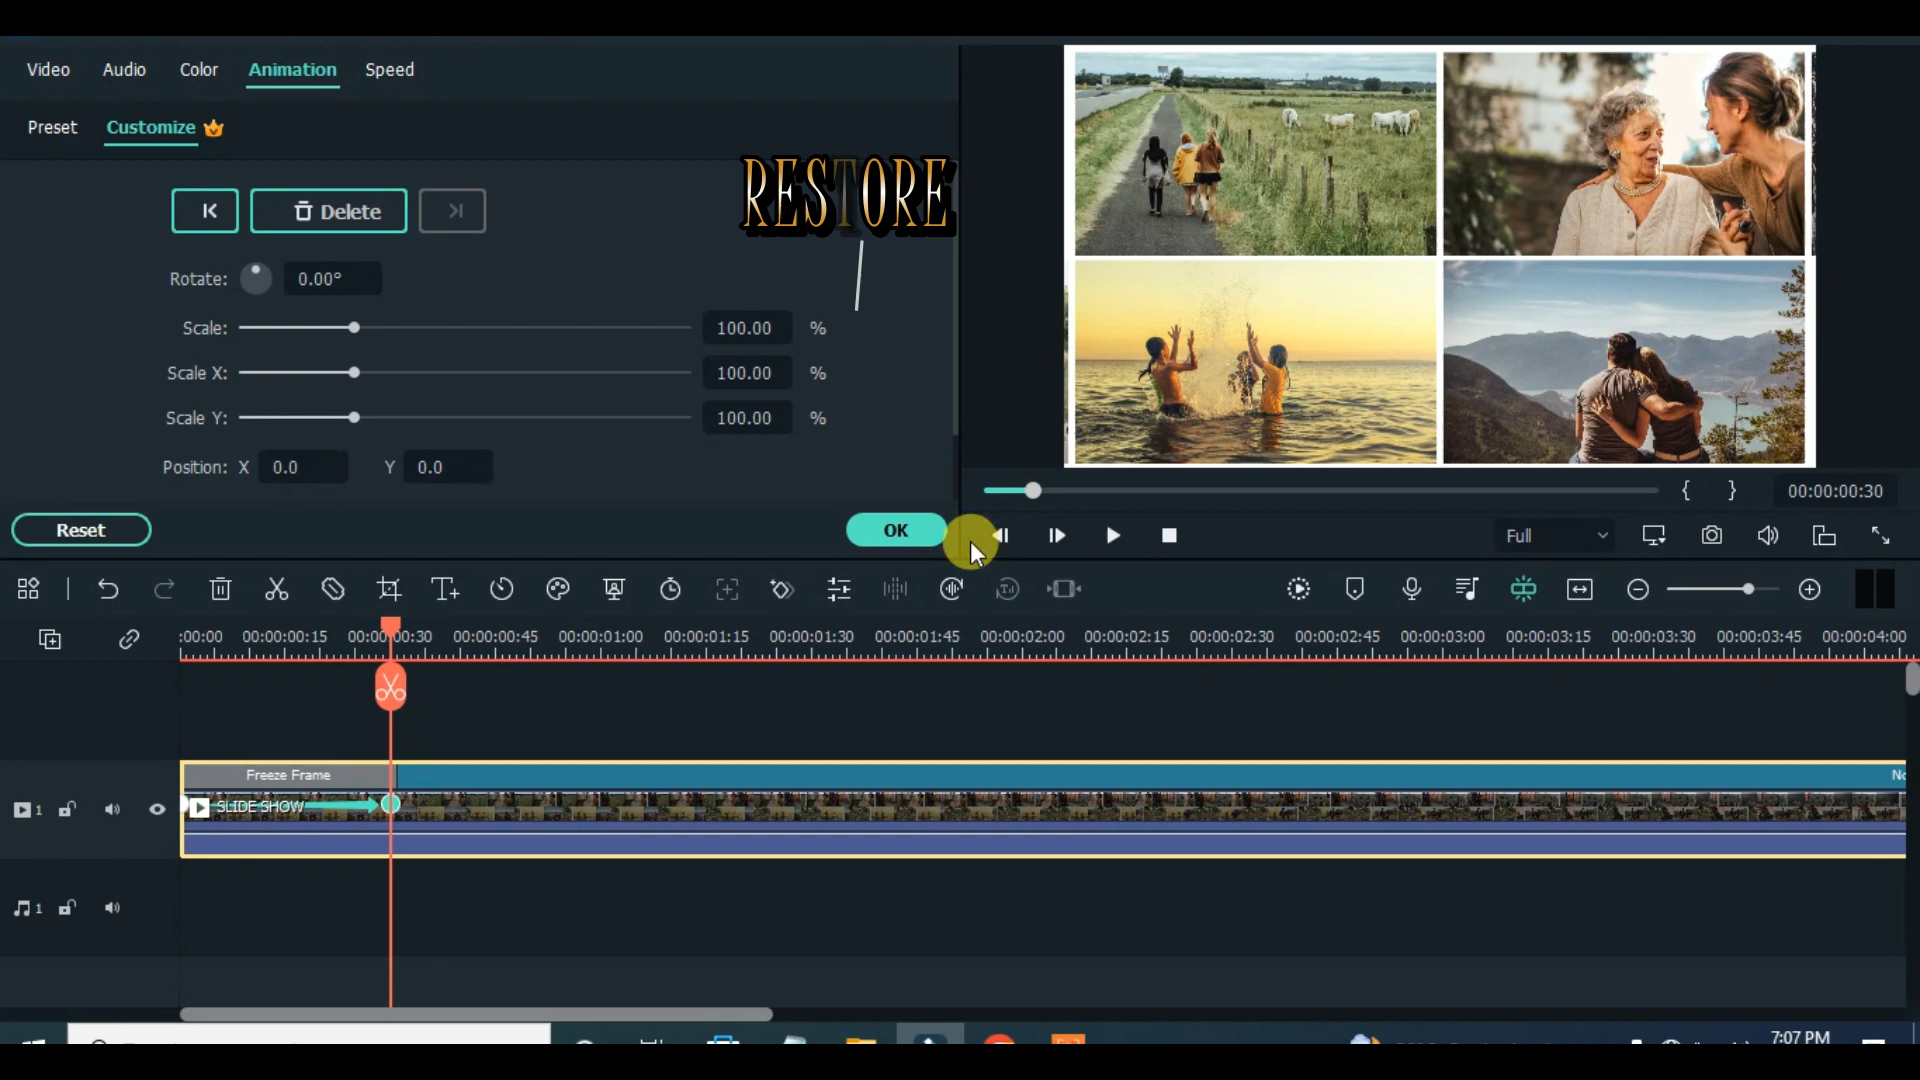 Video Audio Color Animation Speed
Preset Customize
RESTORE
Delete
Rotate: 0.00°
Scale: 100.00 %
Scale X: 100.00 %
Scale Y: 100.00 %
Position: X 0.0 Y 0.0
Reset OK
00:00:00:30
Full
:00:00 00:00:00:15 00:00:00:30 00:00:00:45 00:00:01:00 00:00:01:15 00:00:01:30 00:00:01:45 00:00:02:00 00:00:02:15 00:00:02:30 00:00:02:45 00:00:03:00 00:00:03:15 00:00:03:30 00:00:03:45 00:00:04:00
Freeze Frame
SLIDE SHOW
1
1
7:07 PM